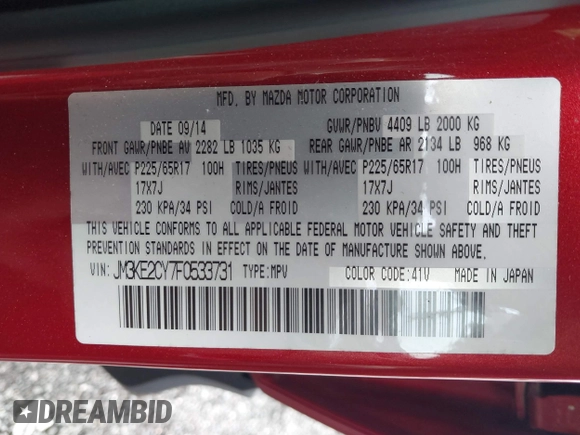 MFD. BY MAZDA MOTOR CORPORATION
DATE 09/14 GVWR/PNBV 4409 LB 2000 KG
FRONT GAWR/PNBE AV 2282 LB 1035 KG REAR GAWR/PNBE AR 2134 LB 968 KG
WITH/AVEC P225/65R17 100H TIRES/PNEUS WITH/AVEC P225/65R17 100H TIRES/PNEUS
17X7J RIMS/JANTES 17X7J RIMS/JANTES
230 KPA/34 PSI COLD/A FROID 230 KPA/34 PSI COLD/A FROID
THIS VEHICLE CONFORMS TO ALL APPLICABLE FEDERAL MOTOR VEHICLE SAFETY AND THEFT
PREVENTION STANDARDS IN EFFECT ON THE DATE OF MANUFACTURE SHOWN ABOVE.
VIN: JM3KE2CY7F0533731 TYPE:MPV COLOR CODE:41V MADE IN JAPAN
DREAMBID